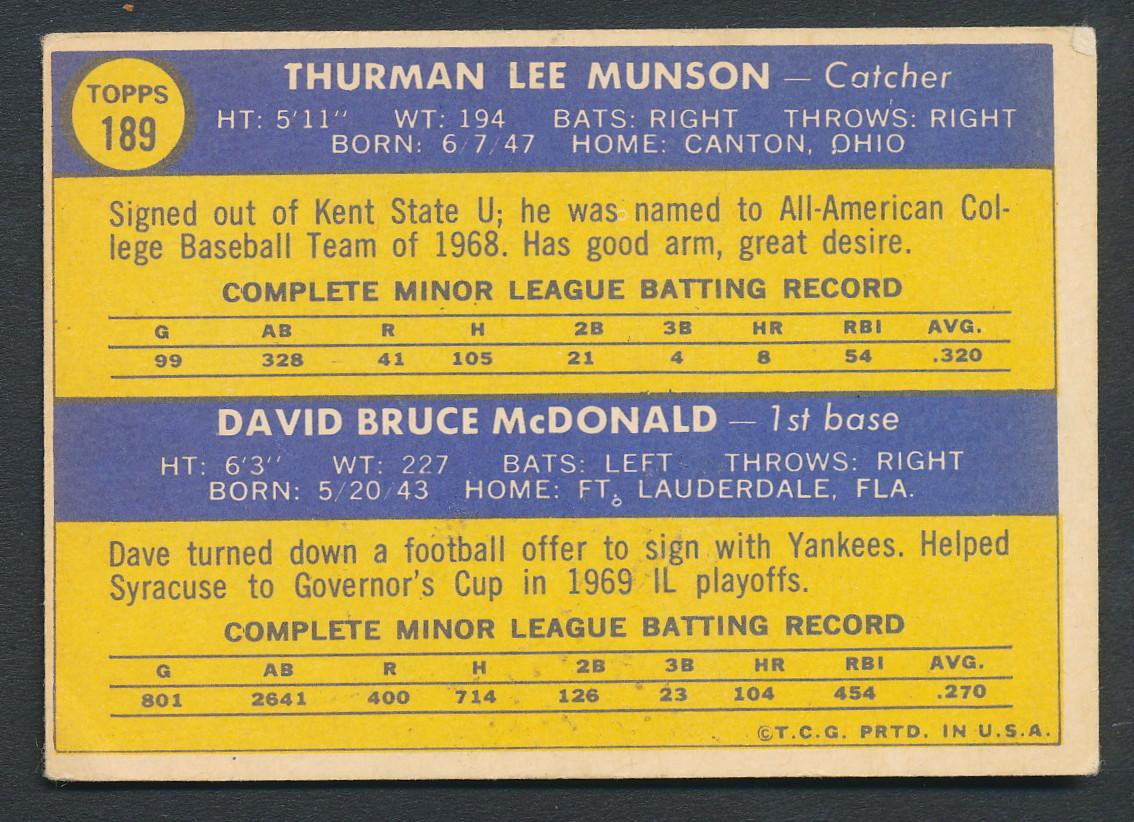 TOPPS
189
THURMAN LEE MUNSON — Catcher
HT: 5'11" WT: 194 BATS: RIGHT THROWS: RIGHT
BORN: 6/7/47 HOME: CANTON, OHIO
Signed out of Kent State U; he was named to All-American Col-
lege Baseball Team of 1968. Has good arm, great desire.
COMPLETE MINOR LEAGUE BATTING RECORD
G AB R H 2B 3B HR RBI AVG.
99 328 41 105 21 4 8 54 .320
DAVID BRUCE McDONALD — 1st base
HT: 6'3" WT: 227 BATS: LEFT THROWS: RIGHT
BORN: 5/20/43 HOME: FT. LAUDERDALE, FLA.
Dave turned down a football offer to sign with Yankees. Helped
Syracuse to Governor's Cup in 1969 IL playoffs.
COMPLETE MINOR LEAGUE BATTING RECORD
G AB R H 2B 3B HR RBI AVG.
801 2641 400 714 126 23 104 454 .270
©T.C.G. PRTD. IN U.S.A.